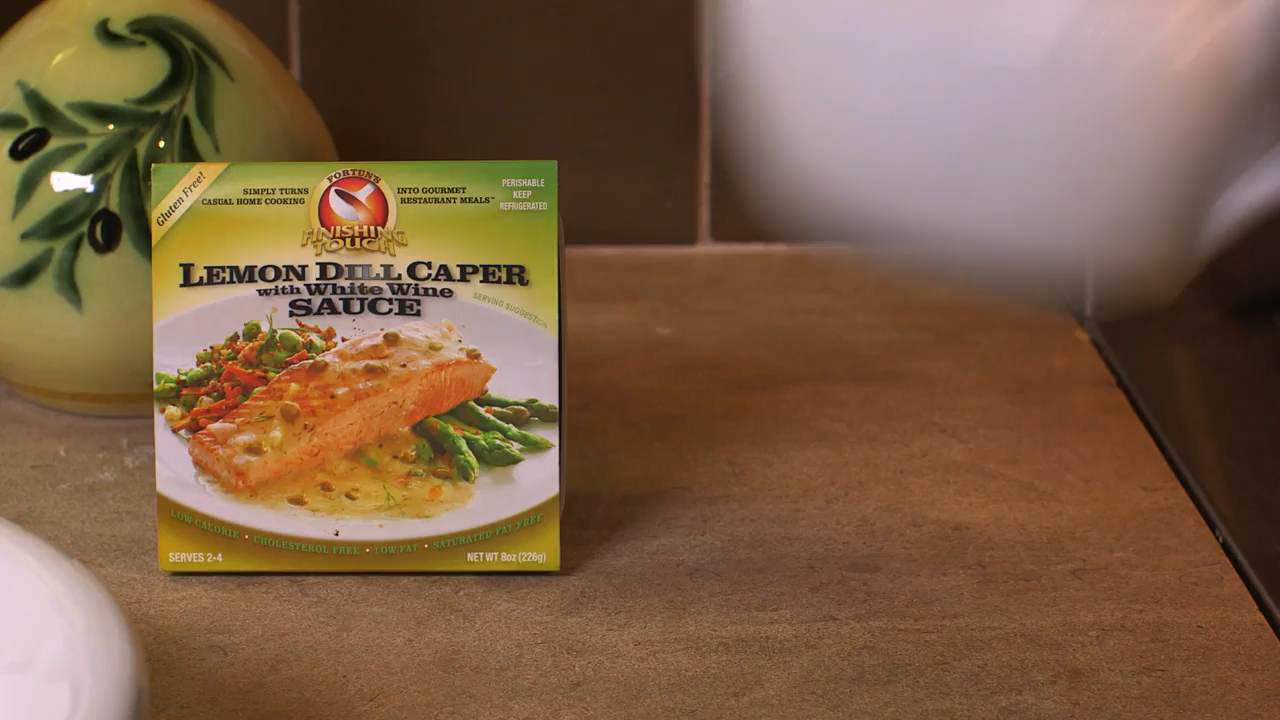 Gluten Free!
SIMPLY TURNS
CASUAL HOME COOKING
FORTUN'S
FINISHING
TOUCH
INTO GOURMET
RESTAURANT MEALS™
PERISHABLE
KEEP
REFRIGERATED
LEMON DILL CAPER
with White Wine
SAUCE
SERVING SUGGESTION
LOW CALORIE • CHOLESTEROL FREE • LOW FAT • SATURATED FAT FREE
SERVES 2-4
NET WT 8oz (226g)